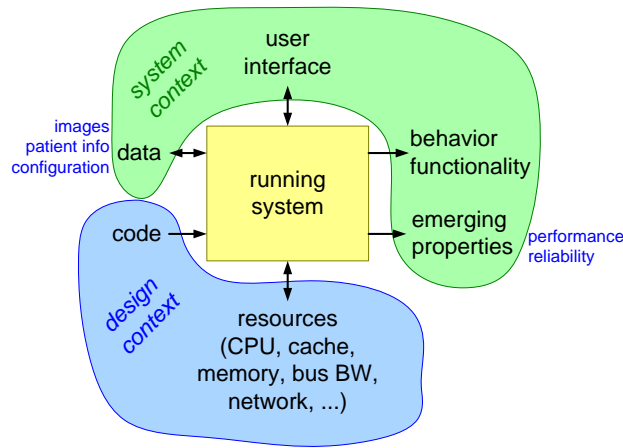 system
context
user
interface
images
patient info
configuration
data
behavior
functionality
running
system
code
emerging
properties
performance
reliability
design
context
resources
(CPU, cache,
memory, bus BW,
network, ...)